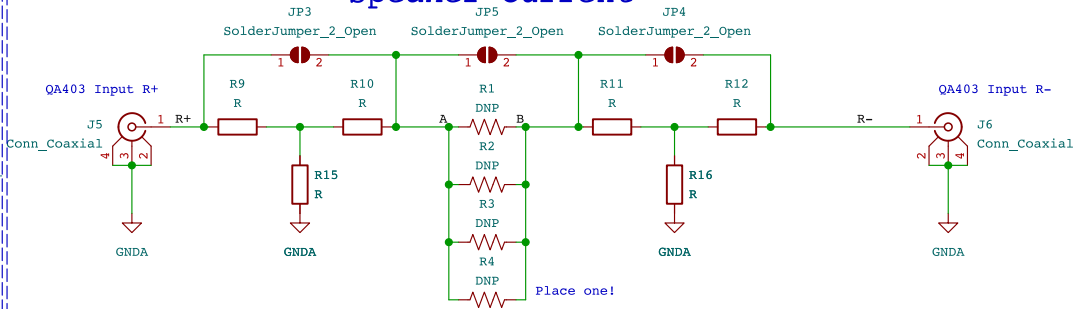 Speaker Current
JP3 JP5 JP4
SolderJumper_2_Open SolderJumper_2_Open SolderJumper_2_Open
1 2 1 2 1 2
QA403 Input R+ R9 R10 R1 R11 R12 QA403 Input R-
R R DNP R R
J5 1 R+ A B R- 1 J6
Conn_Coaxial R2 Conn_Coaxial
4 3 2 DNP 2 3 4
R15 R16
R R
R3
DNP
GNDA GNDA GNDA GNDA
R4
DNP
Place one!